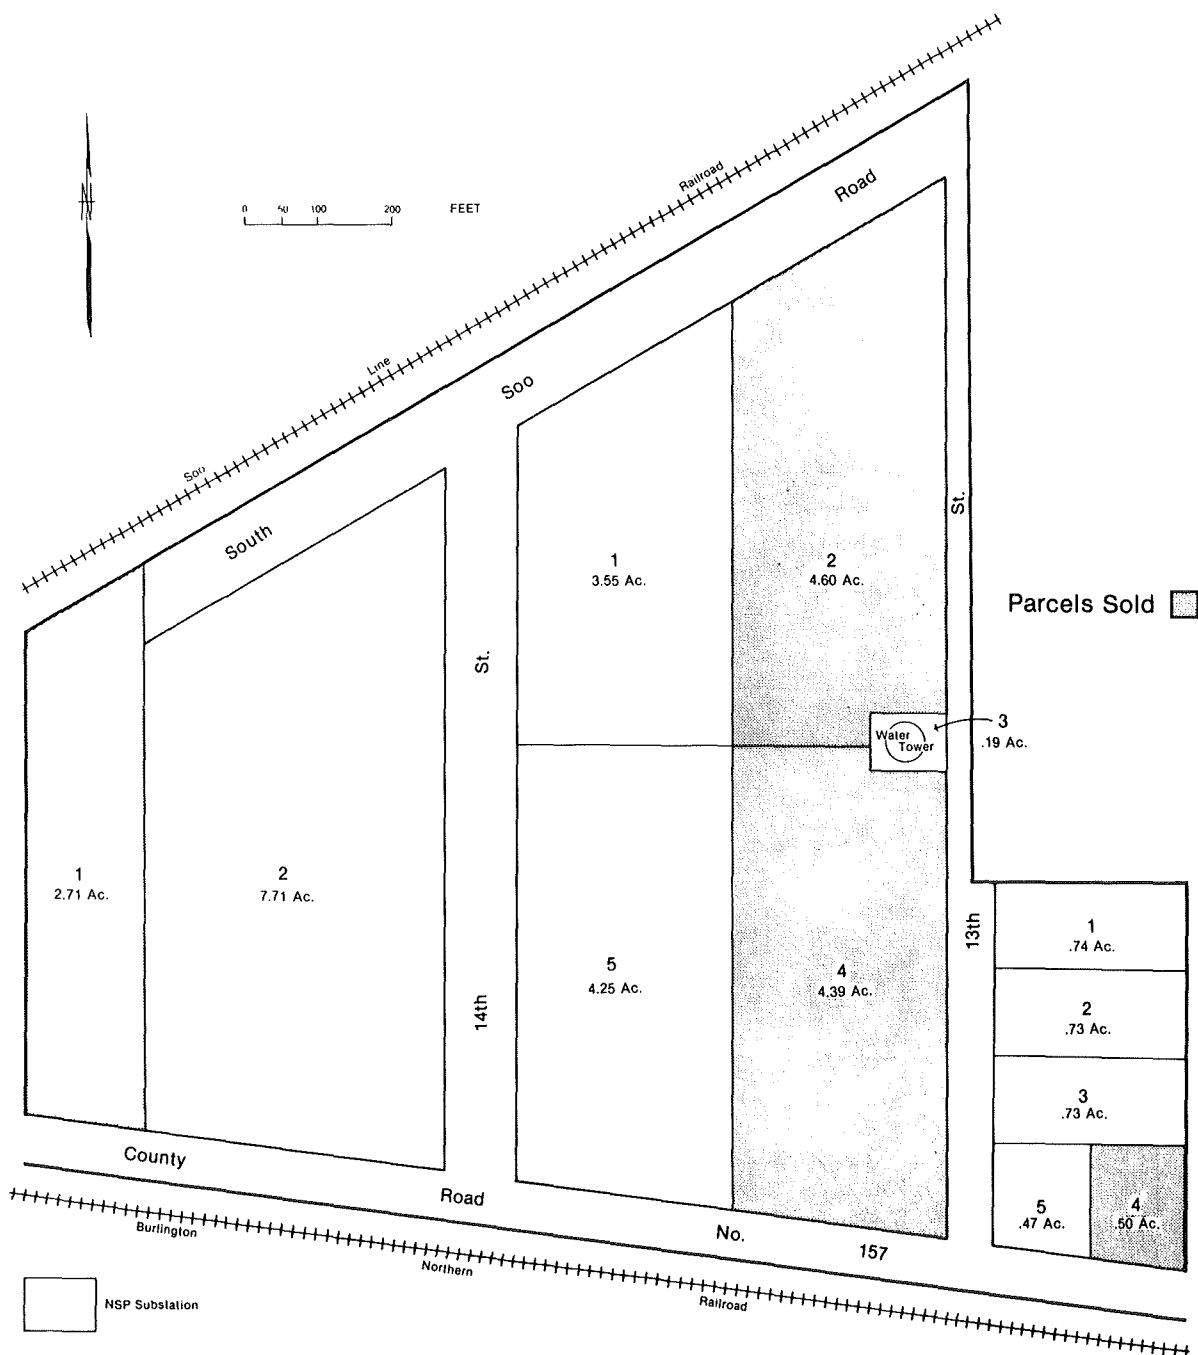 N
0 50 100 200 FEET
Soo Line Railroad
South Soo Road
1
3.55 Ac.
2
4.60 Ac.
St.
Parcels Sold
St.
Water
Tower
3
.19 Ac.
1
2.71 Ac.
2
7.71 Ac.
14th
5
4.25 Ac.
4
4.39 Ac.
13th
1
.74 Ac.
2
.73 Ac.
3
.73 Ac.
5
.47 Ac.
4
.50 Ac.
County Road No. 157
Burlington Northern Railroad
NSP Substation